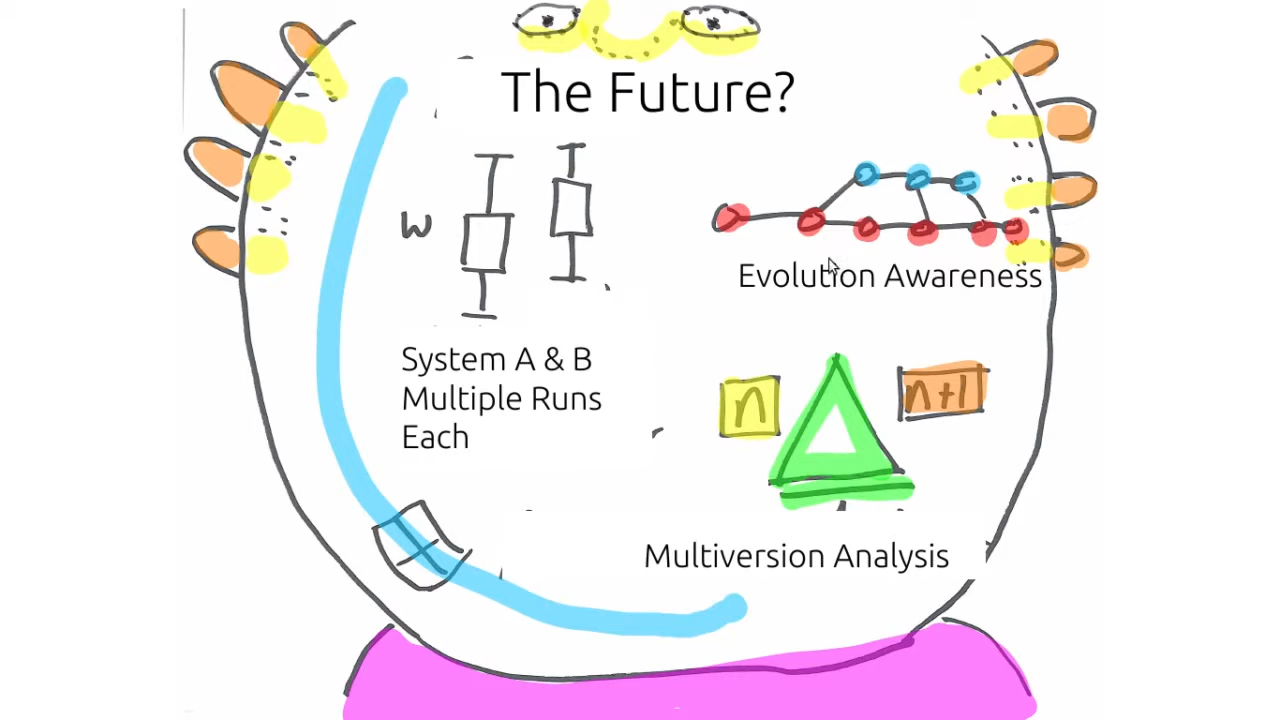 The Future?
w
System A & B
Multiple Runs
Each
Evolution Awareness
n
n+1
Multiversion Analysis